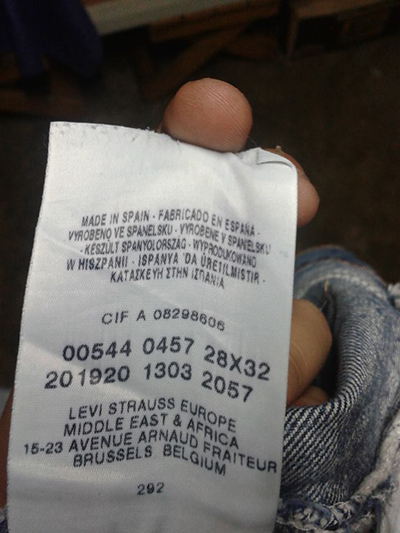 MADE IN SPAIN - FABRICADO EN ESPAÑA -
VYROBENO VE SPANELSKU - VYROBENE V SPANIELSKU
- KÉSZÜLT SPANYOLORSZAG - WYPRODUKOWANO
W HISZPANII - ISPANYA 'DA ÜRETILMISTIR -
ΚΑΤΑΣΚΕΥΗ ΣΤΗΝ ΙΣΠΑΝΙΑ
CIF A 08298606
00544 0457 28X32
201920 1303 2057
LEVI STRAUSS EUROPE
MIDDLE EAST & AFRICA
15-23 AVENUE ARNAUD FRAITEUR
BRUSSELS BELGIUM
292